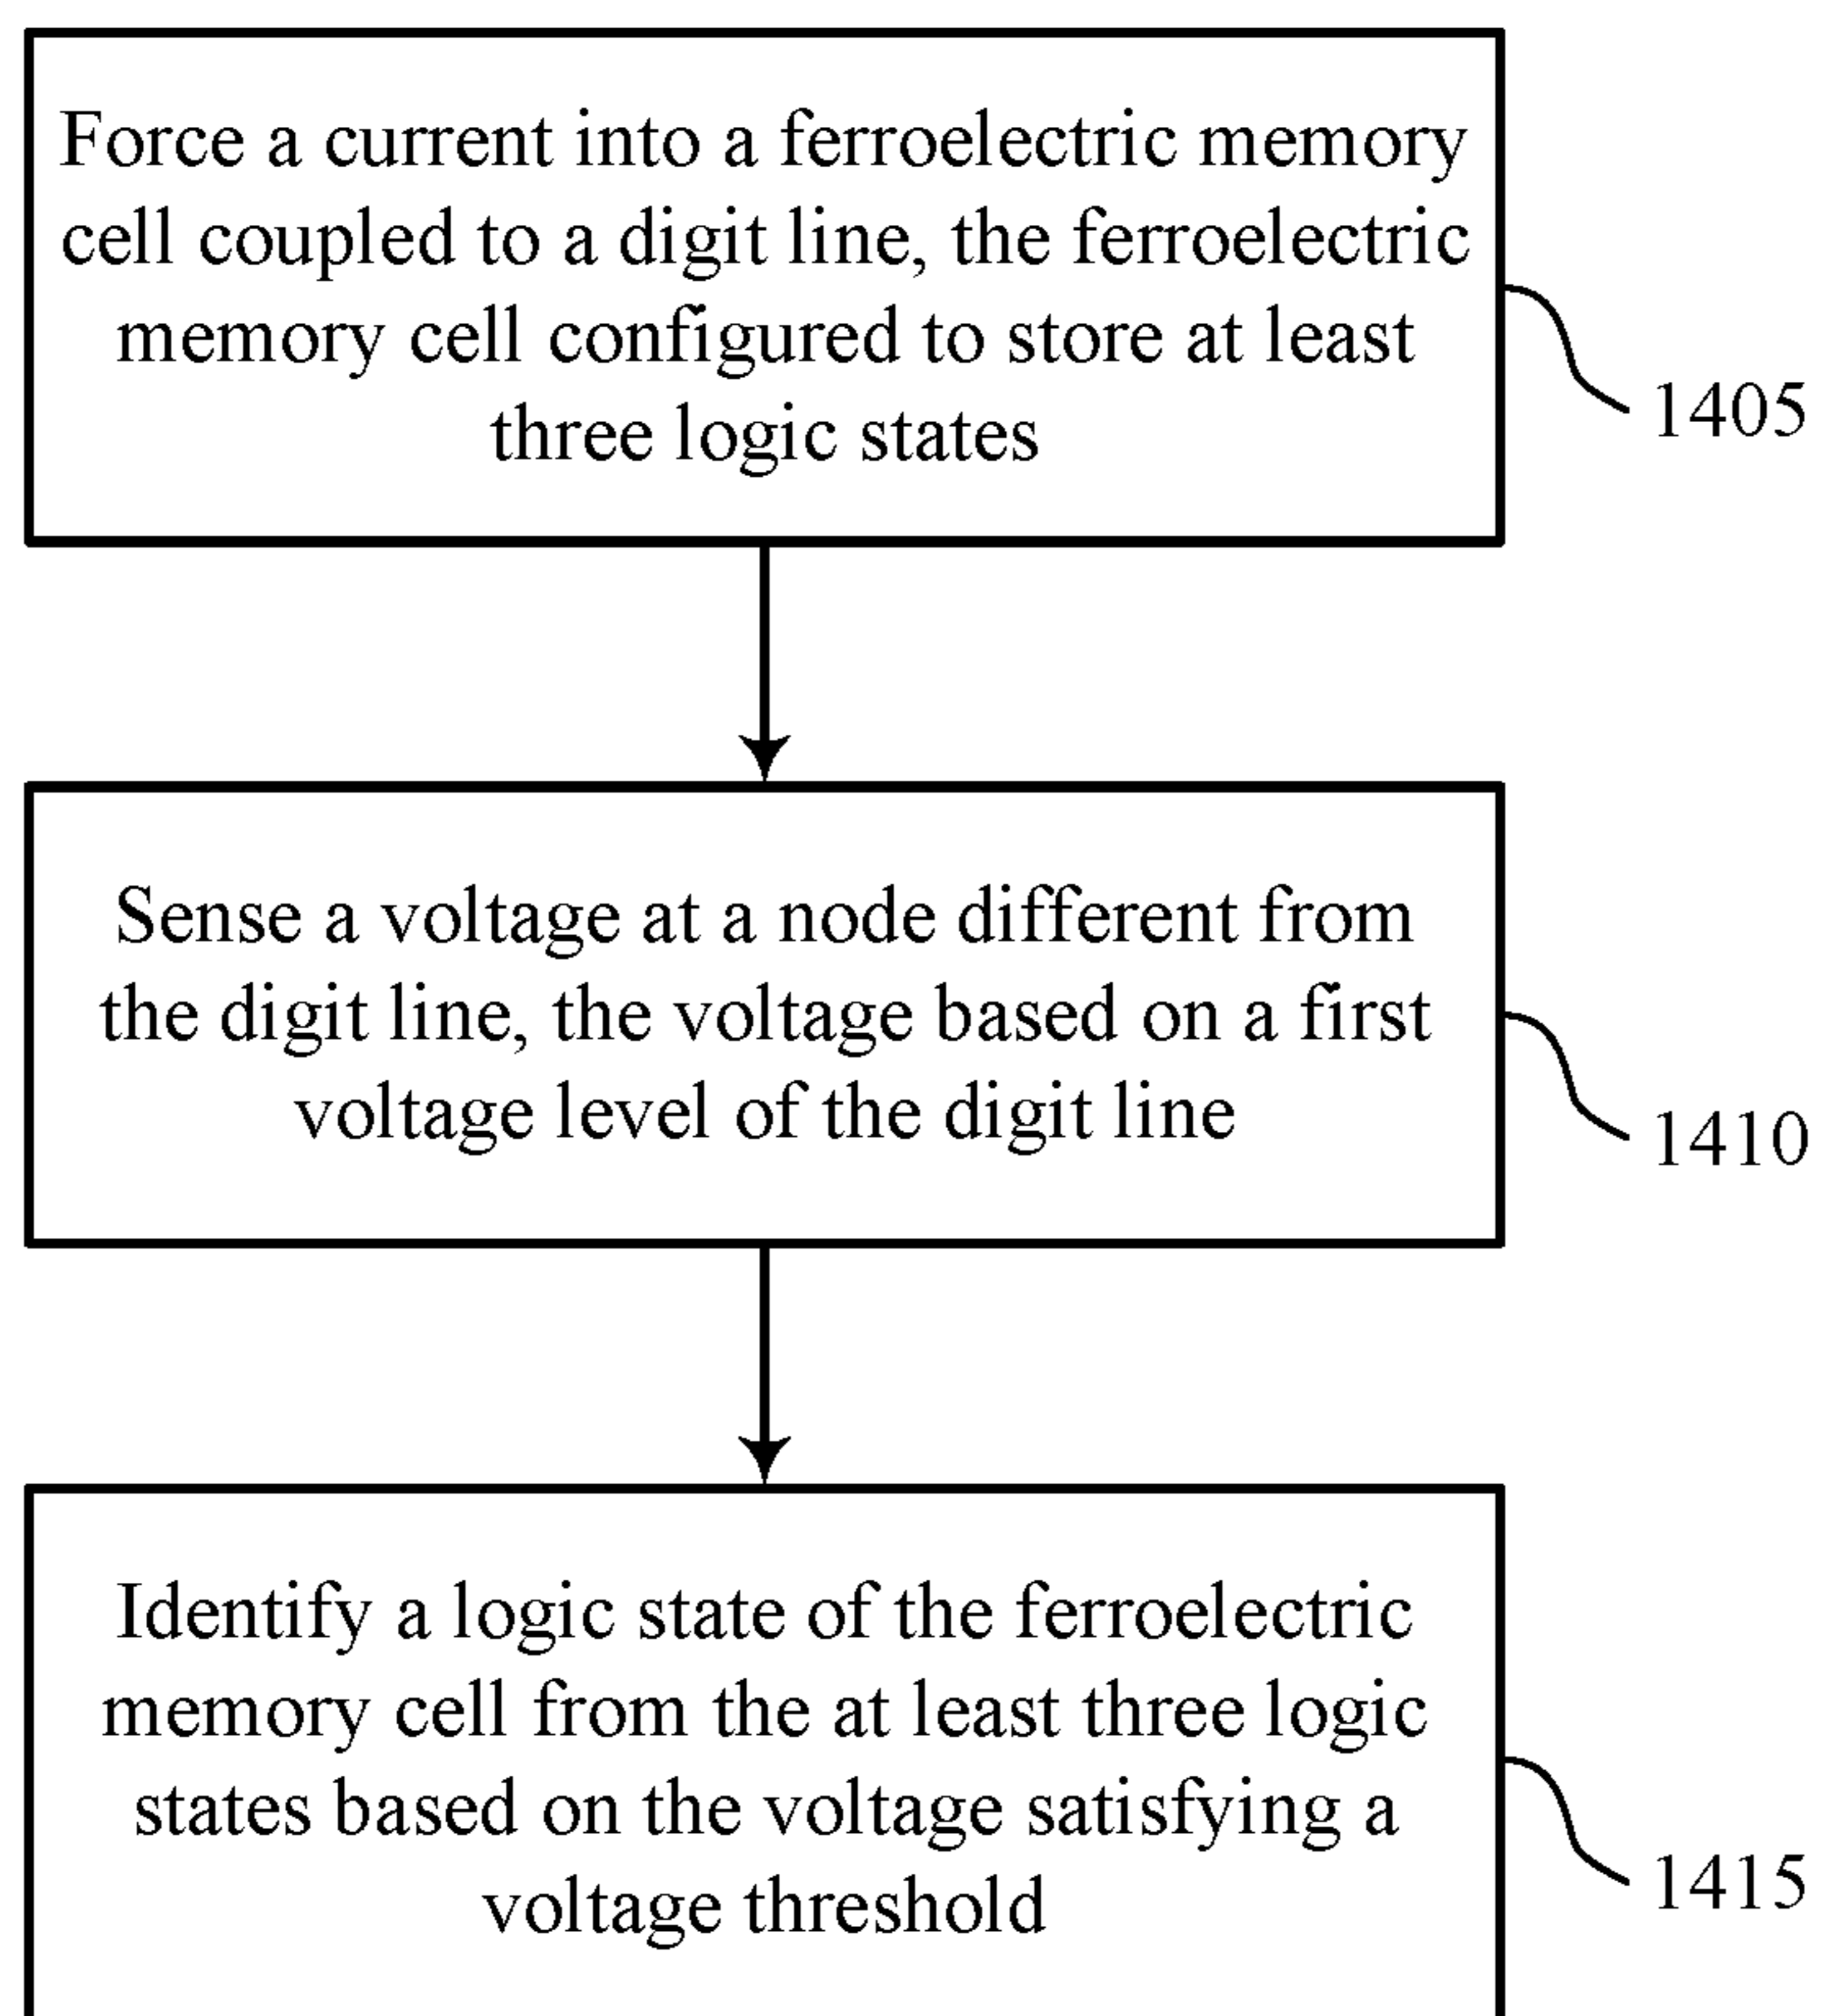 Force a current into a ferroelectric memory
cell coupled to a digit line, the ferroelectric
memory cell configured to store at least
three logic states
1405
Sense a voltage at a node different from
the digit line, the voltage based on a first
voltage level of the digit line
1410
Identify a logic state of the ferroelectric
memory cell from the at least three logic
states based on the voltage satisfying a
voltage threshold
1415